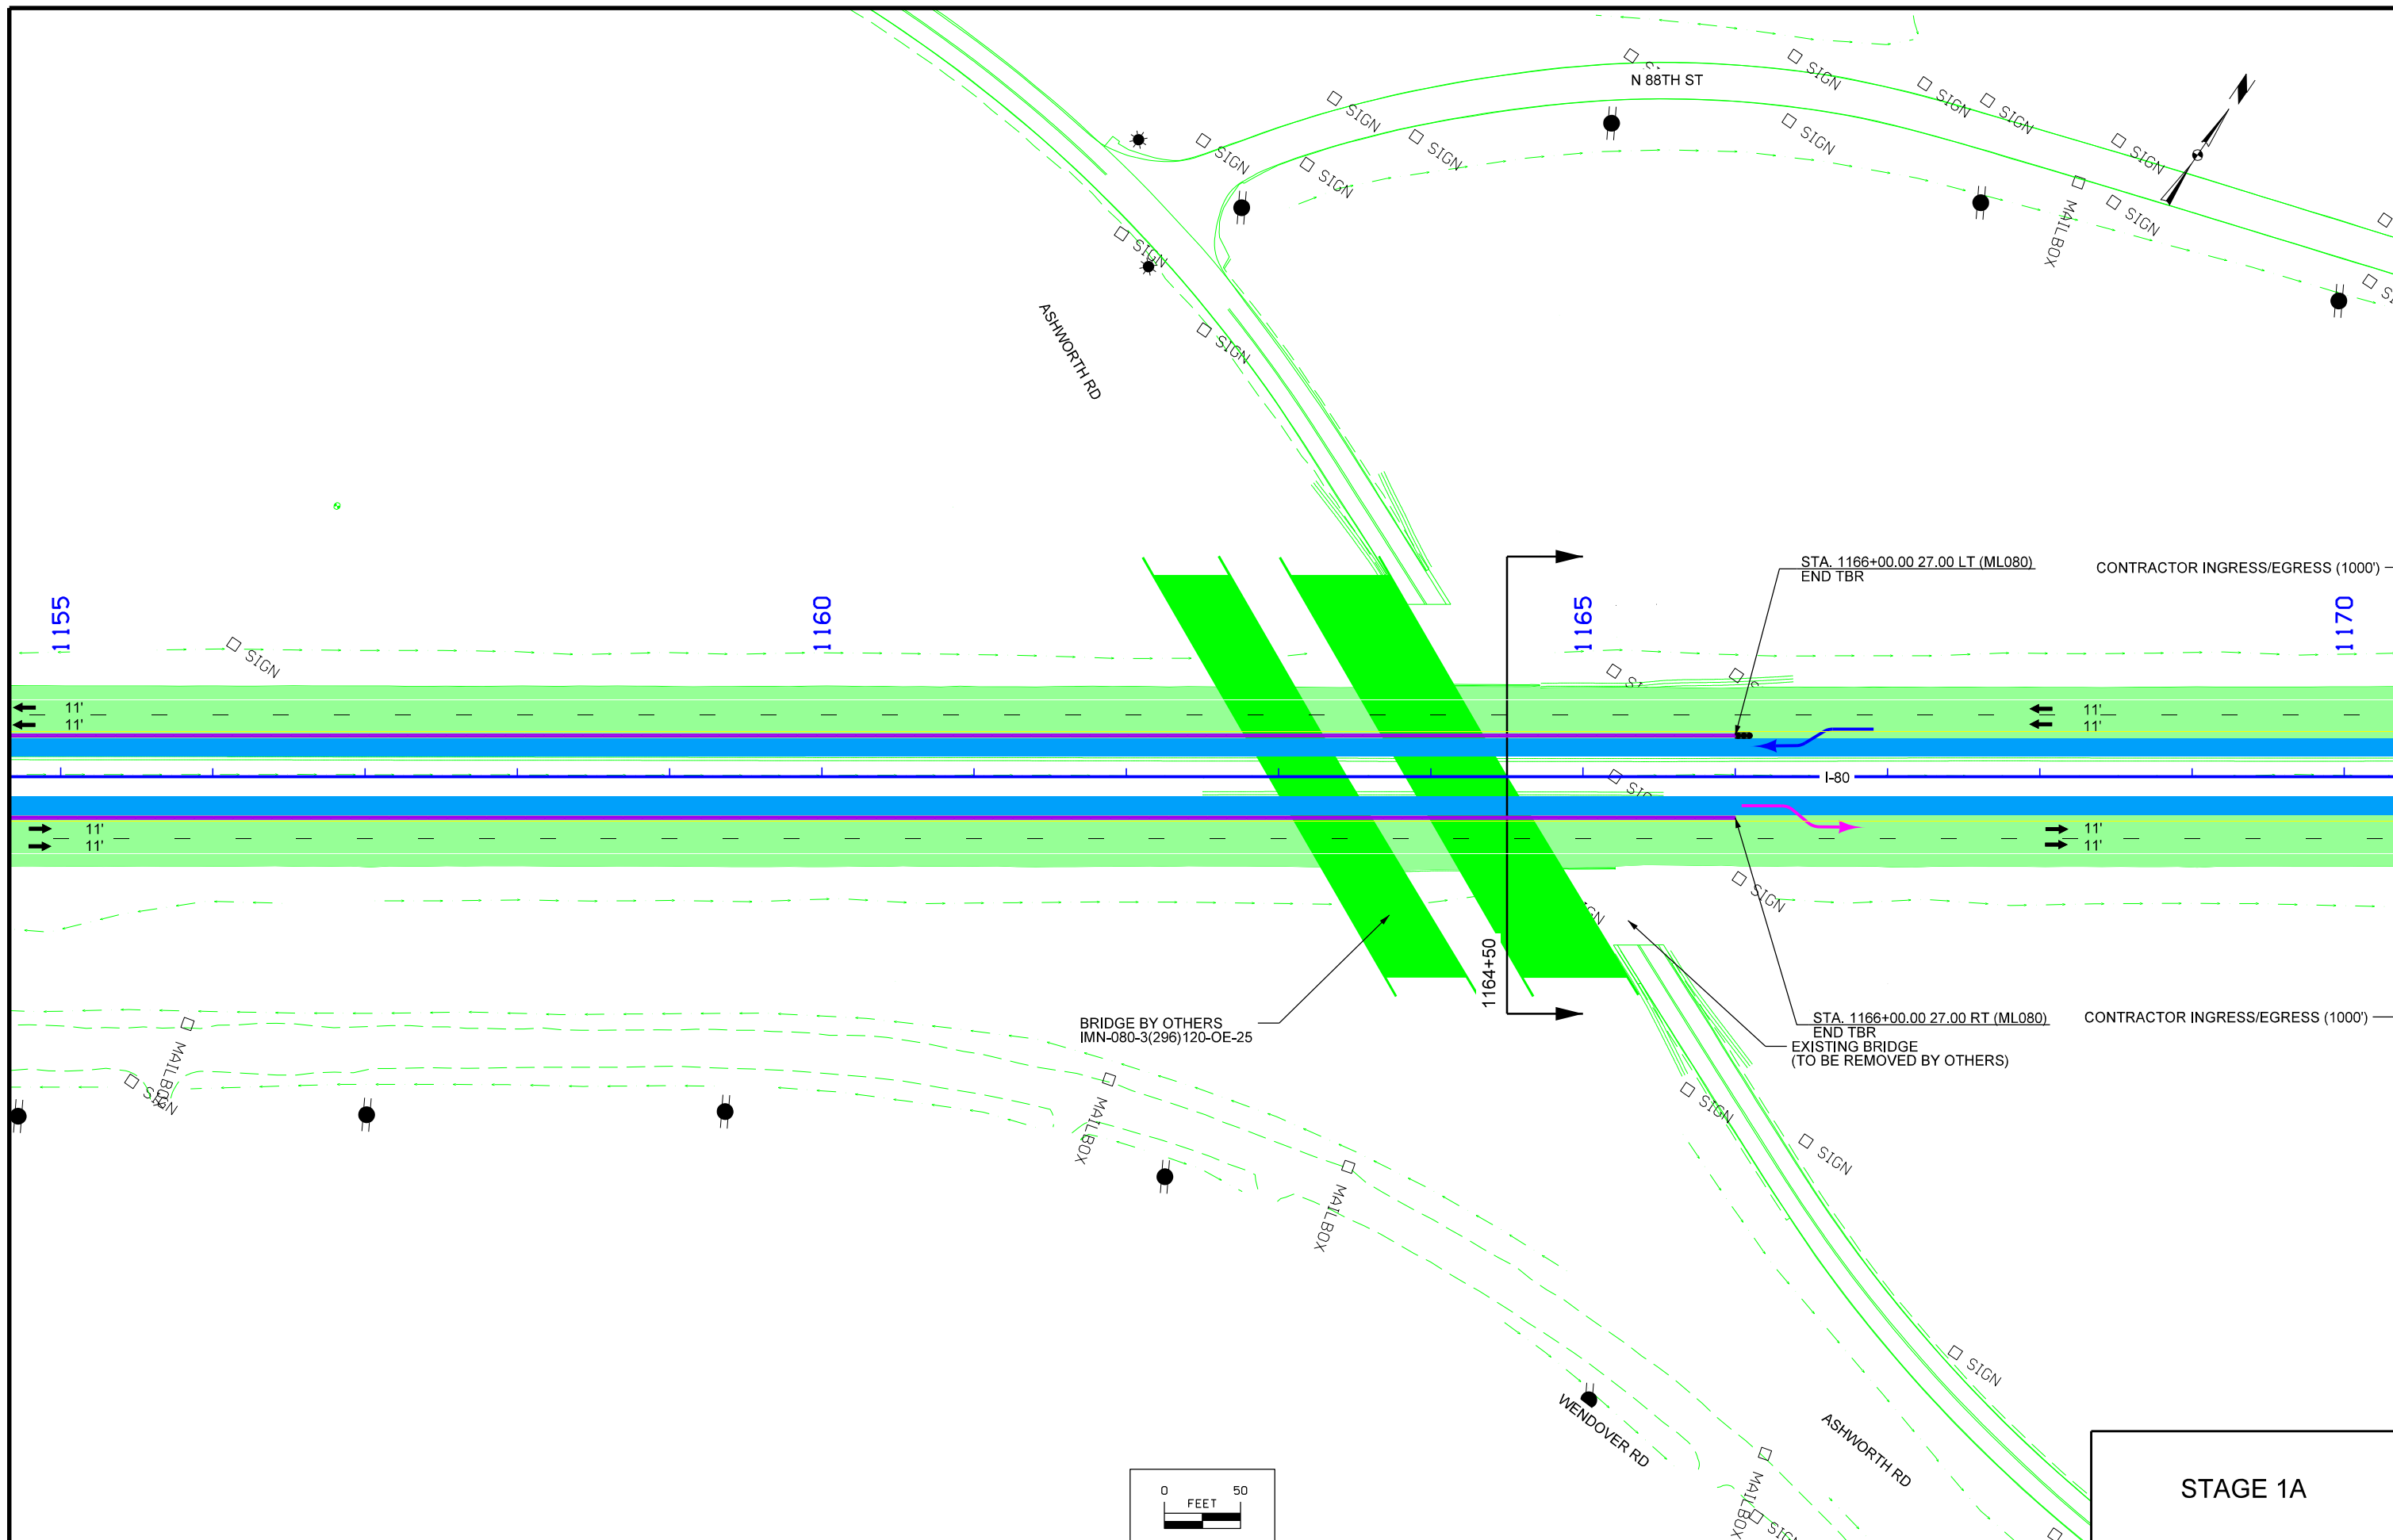 N 88TH ST
SIGN
SIGN
SIGN
SIGN
SIGN
SIGN
SIGN
SIGN
SIGN
N
SIGN
MAILBOX
SIGN
SIGN
ASHWORTH RD
SIGN
STA. 1166+00.00 27.00 LT (ML080)
END TBR
CONTRACTOR INGRESS/EGRESS (1000')
1155
1160
1165
1170
SIGN
11'
11'
11'
11'
I-80
11'
11'
11'
11'
SIGN
1164+50
BRIDGE BY OTHERS
IMN-080-3(296)120-OE-25
STA. 1166+00.00 27.00 RT (ML080)
END TBR
EXISTING BRIDGE
(TO BE REMOVED BY OTHERS)
CONTRACTOR INGRESS/EGRESS (1000')
MAILBOX
SIGN
MAILBOX
MAILBOX
SIGN
SIGN
SIGN
WENDOVER RD
ASHWORTH RD
MAILBOX
SIGN
0 50
FEET
STAGE 1A